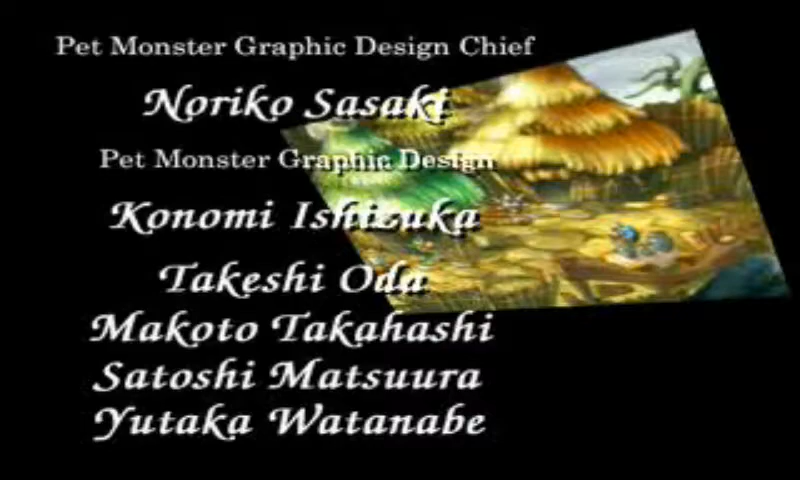 Pet Monster Graphic Design Chief
Noriko Sasaki
Pet Monster Graphic Design
Konomi Ishizuka
Takeshi Oda
Makoto Takahashi
Satoshi Matsuura
Yutaka Watanabe